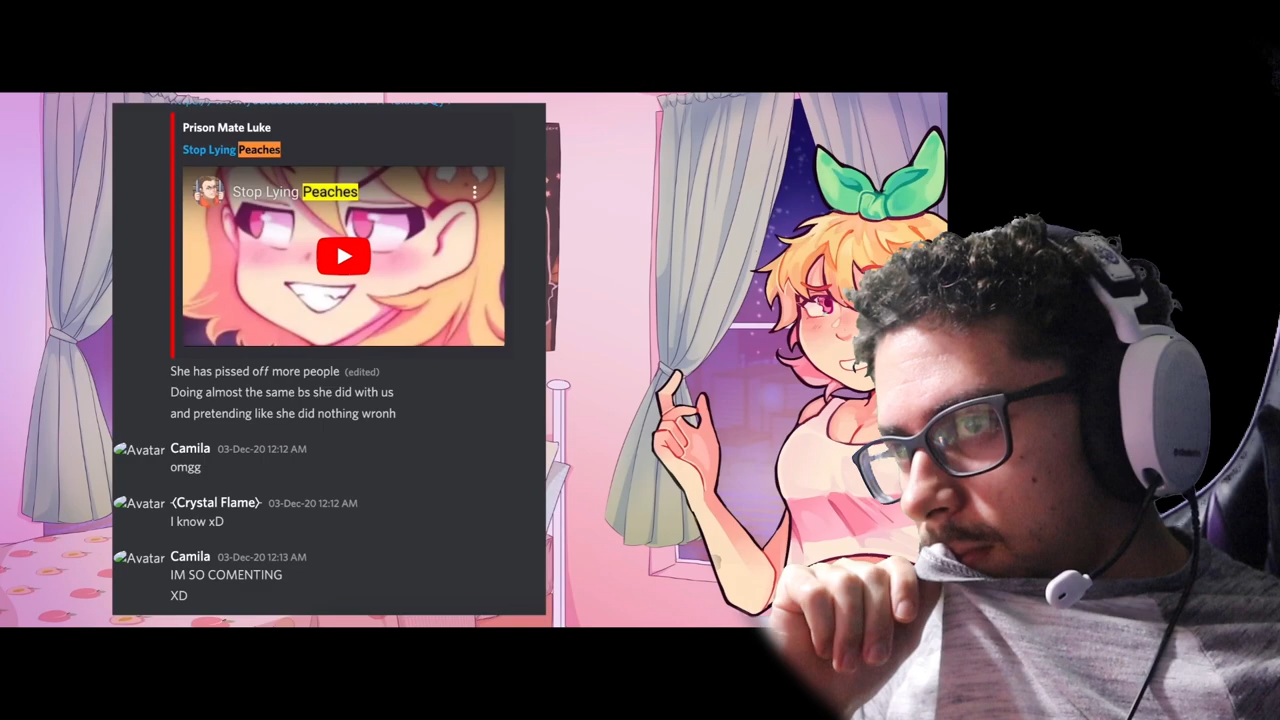 Prison Mate Luke
Stop Lying Peaches
Stop Lying Peaches
She has pissed off more people (edited)
Doing almost the same bs she did with us
and pretending like she did nothing wronh
Avatar Camila 03-Dec-20 12:12 AM
omgg
Avatar {Crystal Flame} 03-Dec-20 12:12 AM
I know xD
Avatar Camila 03-Dec-20 12:13 AM
IM SO COMENTING
XD